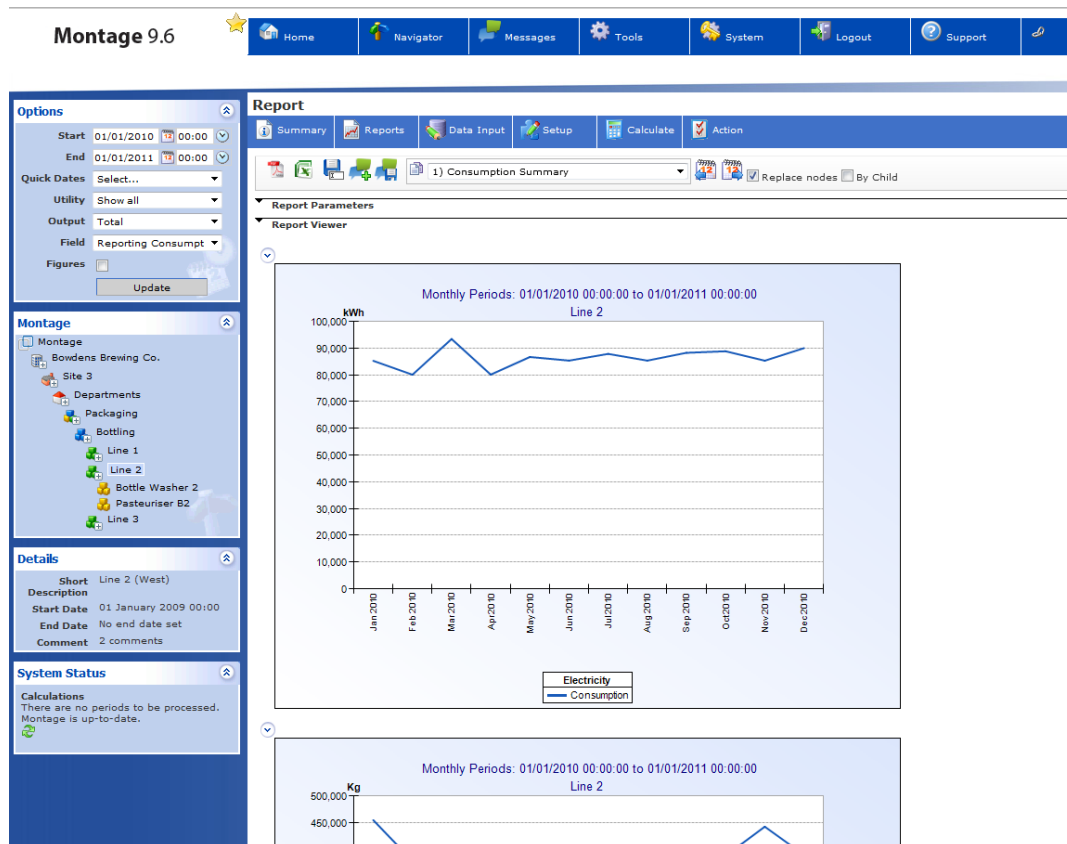 Montage 9.6
Home
Navigator
Messages
Tools
System
Logout
Support
Options
Start 01/01/2010 12 00:00
End 01/01/2011 12 00:00
Quick Dates Select...
Utility Show all
Output Total
Field Reporting Consumpt
Figures
Update
Montage
Montage
Bowdens Brewing Co.
Site 3
Departments
Packaging
Bottling
Line 1
Line 2
Bottle Washer 2
Pasteuriser B2
Line 3
Details
Short Description Line 2 (West)
Start Date 01 January 2009 00:00
End Date No end date set
Comment 2 comments
System Status
Calculations
There are no periods to be processed.
Montage is up-to-date.
Report
Summary
Reports
Data Input
Setup
Calculate
Action
1) Consumption Summary
12
12
Replace nodes
By Child
Report Parameters
Report Viewer
Monthly Periods: 01/01/2010 00:00:00 to 01/01/2011 00:00:00
Line 2
kWh
100,000
90,000
80,000
70,000
60,000
50,000
40,000
30,000
20,000
10,000
0
Jan 2010
Feb 2010
Mar 2010
Apr 2010
May 2010
Jun 2010
Jul 2010
Aug 2010
Sep 2010
Oct 2010
Nov 2010
Dec 2010
Electricity
Consumption
Monthly Periods: 01/01/2010 00:00:00 to 01/01/2011 00:00:00
Line 2
Kg
500,000
450,000